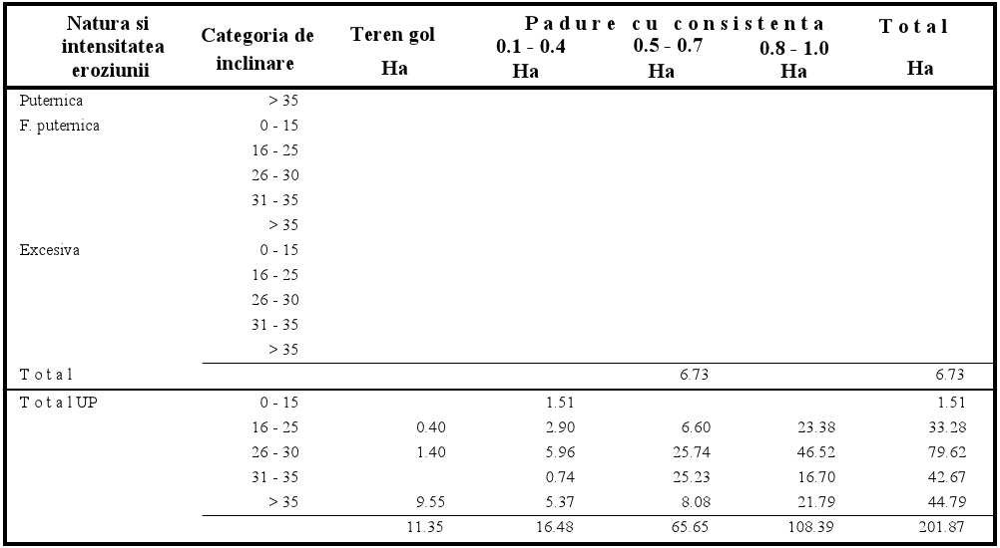 Natura si intensitatea eroziunii Categoria de inclinare Teren gol Ha Padure cu consistenta Total
0.1 - 0.4 0.5 - 0.7 0.8 - 1.0
Ha Ha Ha Ha
Puternica > 35
F. puternica 0 - 15
16 - 25
26 - 30
31 - 35
> 35
Excesiva 0 - 15
16 - 25
26 - 30
31 - 35
> 35
Total 6.73 6.73
Total UP 0 - 15 1.51 1.51
16 - 25 0.40 2.90 6.60 23.38 33.28
26 - 30 1.40 5.96 25.74 46.52 79.62
31 - 35 0.74 25.23 16.70 42.67
> 35 9.55 5.37 8.08 21.79 44.79
11.35 16.48 65.65 108.39 201.87